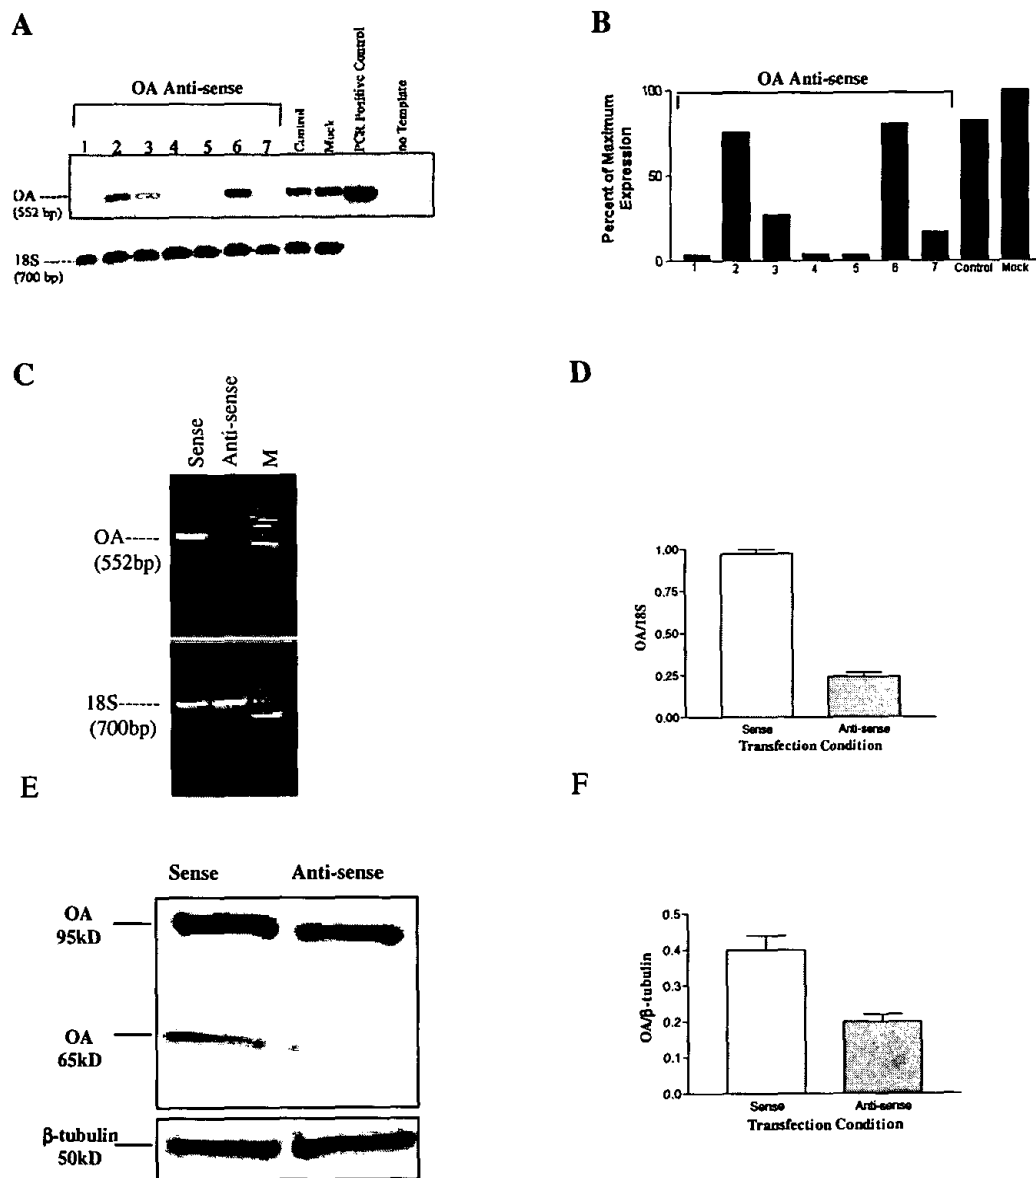 A
OA Anti-sense
1 2 3 4 5 6 7 Control Mock PCR Positive Control no Template
OA ------
(552 bp)
18S ------
(700 bp)
B
OA Anti-sense
Percent of Maximum
Expression
100
50
0
1 2 3 4 5 6 7 Control Mock
C
Sense Anti-sense M
OA-----
(552bp)
18S------
(700bp)
D
OA/18S
1.00
0.75
0.50
0.25
0.00
Sense Anti-sense
Transfection Condition
E
Sense Anti-sense
OA
95kD
OA
65kD
β-tubulin
50kD
F
OA/β-tubulin
0.5
0.4
0.3
0.2
0.1
0.0
Sense Anti-sense
Transfection Condition